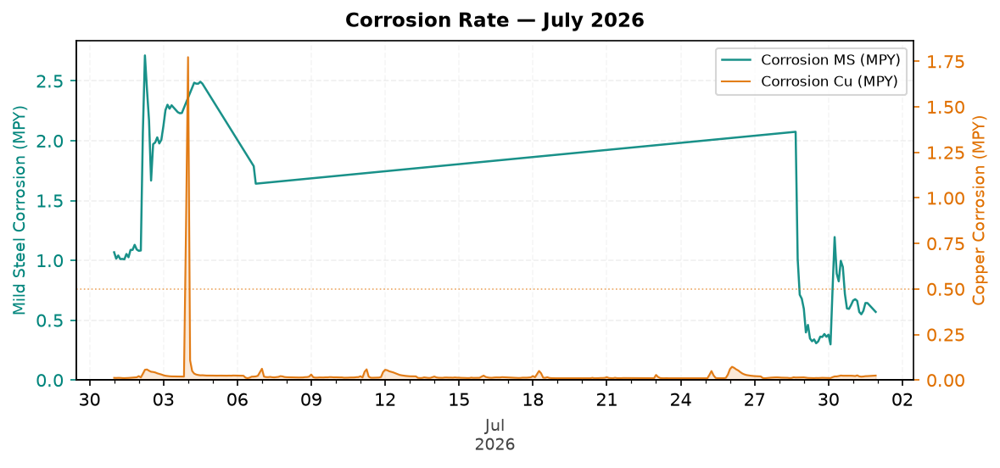 Corrosion Rate — July 2026
Corrosion MS (MPY)
Corrosion Cu (MPY)
Mild Steel Corrosion (MPY)
2.5
2.0
1.5
1.0
0.5
0.0
Copper Corrosion (MPY)
1.75
1.50
1.25
1.00
0.75
0.50
0.25
0.00
30 03 06 09 12 15 18 21 24 27 30 02
Jul
2026